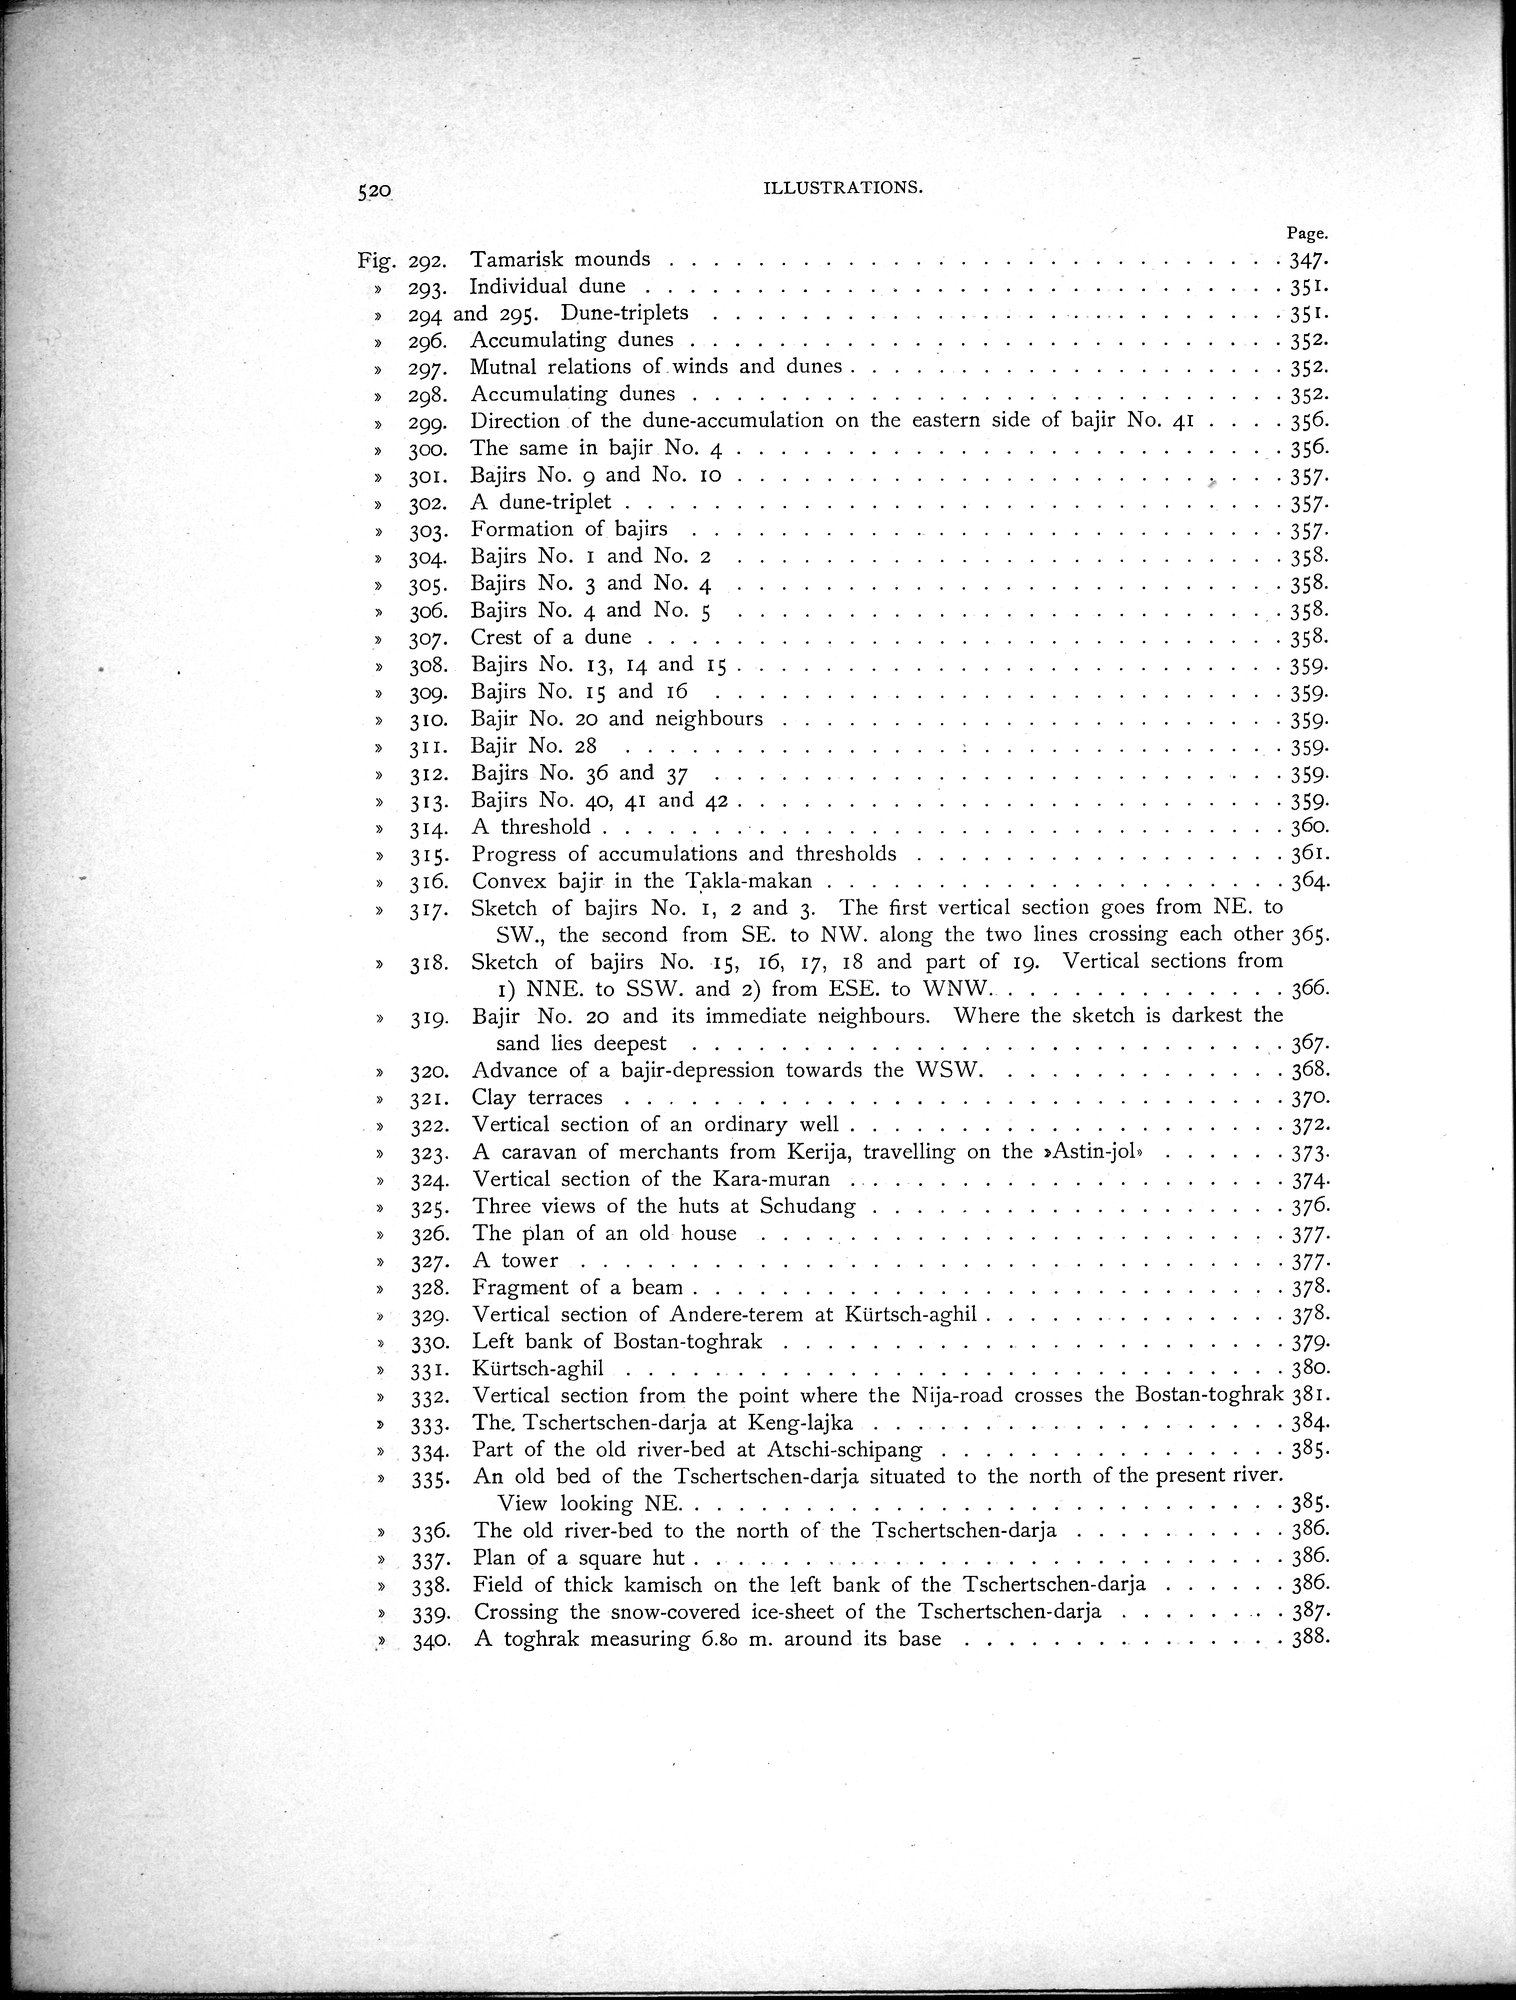 520 ILLUSTRATIONS.
Page.
Fig. 292. Tamarisk mounds . . . . . . . . . . 347.
» 293. Individual dune . . . . . . . . . . 351.
» 294 and 295. Dune-triplets . . . . . . . . . . 351.
» 296. Accumulating dunes . . . . . . . . . . 352.
» 297. Mutnal relations of winds and dunes . . . . . . . . . . 352.
» 298. Accumulating dunes . . . . . . . . . . 352.
» 299. Direction of the dune-accumulation on the eastern side of bajir No. 41 . . . . 356.
» 300. The same in bajir No. 4 . . . . . . . . . . 356.
» 301. Bajirs No. 9 and No. 10 . . . . . . . . . . 357.
» 302. A dune-triplet . . . . . . . . . . 357.
» 303. Formation of bajirs . . . . . . . . . . 357.
» 304. Bajirs No. 1 and No. 2 . . . . . . . . . . 358.
» 305. Bajirs No. 3 and No. 4 . . . . . . . . . . 358.
» 306. Bajirs No. 4 and No. 5 . . . . . . . . . . 358.
» 307. Crest of a dune . . . . . . . . . . 358.
» 308. Bajirs No. 13, 14 and 15 . . . . . . . . . . 359.
» 309. Bajirs No. 15 and 16 . . . . . . . . . . 359.
» 310. Bajir No. 20 and neighbours . . . . . . . . . . 359.
» 311. Bajir No. 28 . . . . . . . . . . 359.
» 312. Bajirs No. 36 and 37 . . . . . . . . . . 359.
» 313. Bajirs No. 40, 41 and 42 . . . . . . . . . . 359.
» 314. A threshold . . . . . . . . . . 360.
» 315. Progress of accumulations and thresholds . . . . . . . . . . 361.
» 316. Convex bajir in the Takla-makan . . . . . . . . . . 364.
» 317. Sketch of bajirs No. 1, 2 and 3. The first vertical section goes from NE. to
SW., the second from SE. to NW. along the two lines crossing each other 365.
» 318. Sketch of bajirs No. 15, 16, 17, 18 and part of 19. Vertical sections from
1) NNE. to SSW. and 2) from ESE. to WNW. . . . . . . . . . . 366.
» 319. Bajir No. 20 and its immediate neighbours. Where the sketch is darkest the
sand lies deepest . . . . . . . . . . 367.
» 320. Advance of a bajir-depression towards the WSW. . . . . . . . . . . 368.
» 321. Clay terraces . . . . . . . . . . 370.
» 322. Vertical section of an ordinary well . . . . . . . . . . 372.
» 323. A caravan of merchants from Kerija, travelling on the »Astin-jol» . . . . . . 373.
» 324. Vertical section of the Kara-muran . . . . . . . . . . 374.
» 325. Three views of the huts at Schudang . . . . . . . . . . 376.
» 326. The plan of an old house . . . . . . . . . . 377.
» 327. A tower . . . . . . . . . . 377.
» 328. Fragment of a beam . . . . . . . . . . 378.
» 329. Vertical section of Andere-terem at Kürtsch-aghil . . . . . . . . . . 378.
» 330. Left bank of Bostan-toghrak . . . . . . . . . . 379.
» 331. Kürtsch-aghil . . . . . . . . . . 380.
» 332. Vertical section from the point where the Nija-road crosses the Bostan-toghrak 381.
» 333. The Tschertschen-darja at Keng-lajka . . . . . . . . . . 384.
» 334. Part of the old river-bed at Atschi-schipang . . . . . . . . . . 385.
» 335. An old bed of the Tschertschen-darja situated to the north of the present river.
View looking NE. . . . . . . . . . . 385.
» 336. The old river-bed to the north of the Tschertschen-darja . . . . . . . . . . 386.
» 337. Plan of a square hut . . . . . . . . . . 386.
» 338. Field of thick kamisch on the left bank of the Tschertschen-darja . . . . . . 386.
» 339. Crossing the snow-covered ice-sheet of the Tschertschen-darja . . . . . . . . 387.
» 340. A toghrak measuring 6.80 m. around its base . . . . . . . . . . 388.